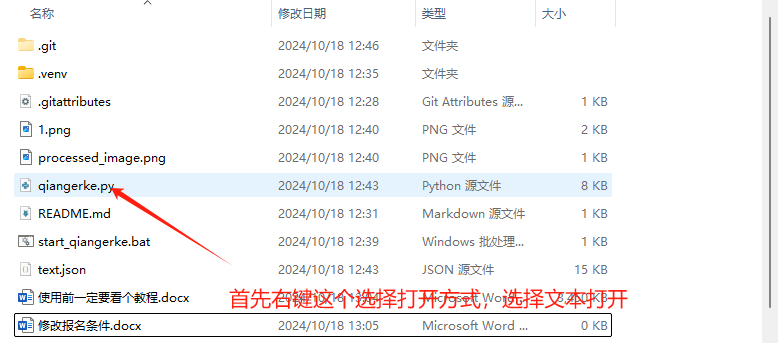 名称 修改日期 类型 大小
.git 2024/10/18 12:46 文件夹
.venv 2024/10/18 12:35 文件夹
.gitattributes 2024/10/18 12:28 Git Attributes 源... 1 KB
1.png 2024/10/18 12:40 PNG 文件 2 KB
processed_image.png 2024/10/18 12:40 PNG 文件 1 KB
qiangerke.py 2024/10/18 12:43 Python 源文件 8 KB
README.md 2024/10/18 12:31 Markdown 源文件 1 KB
start_qiangerke.bat 2024/10/18 12:39 Windows 批处理... 1 KB
text.json 2024/10/18 12:43 JSON 源文件 15 KB
首先右键这个选择打开方式，选择文本打开
使用前一定要看个教程.docx 2024/10/18 Microsoft Word KB
修改报名条件.docx 2024/10/18 13:05 Microsoft Word ... 0 KB